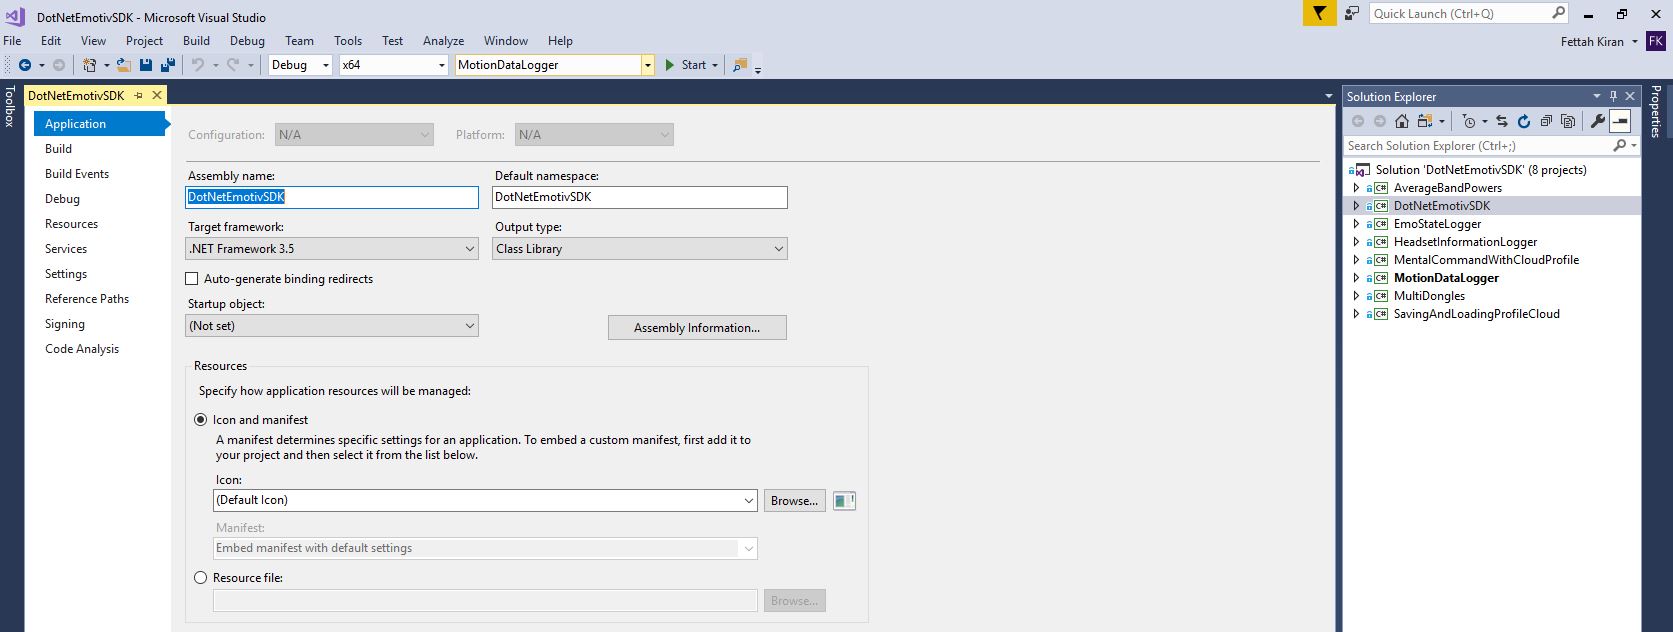 DotNetEmotivSDK - Microsoft Visual Studio
Quick Launch (Ctrl+Q)
File Edit View Project Build Debug Team Tools Test Analyze Window Help
Fettah Kiran FK
Debug x64 MotionDataLogger Start
Toolbox
DotNetEmotivSDK
Application
Build
Build Events
Debug
Resources
Services
Settings
Reference Paths
Signing
Code Analysis
Configuration: N/A Platform: N/A
Assembly name: Default namespace:
DotNetEmotivSDK DotNetEmotivSDK
Target framework: Output type:
.NET Framework 3.5 Class Library
Auto-generate binding redirects
Startup object:
(Not set) Assembly Information...
Resources
Specify how application resources will be managed:
Icon and manifest
A manifest determines specific settings for an application. To embed a custom manifest, first add it to
your project and then select it from the list below.
Icon:
(Default Icon) Browse...
Manifest:
Embed manifest with default settings
Resource file:
Browse...
Solution Explorer
Search Solution Explorer (Ctrl+;)
Solution 'DotNetEmotivSDK' (8 projects)
C# AverageBandPowers
C# DotNetEmotivSDK
C# EmoStateLogger
C# HeadsetInformationLogger
C# MentalCommandWithCloudProfile
C# MotionDataLogger
C# MultiDongles
C# SavingAndLoadingProfileCloud
Properties